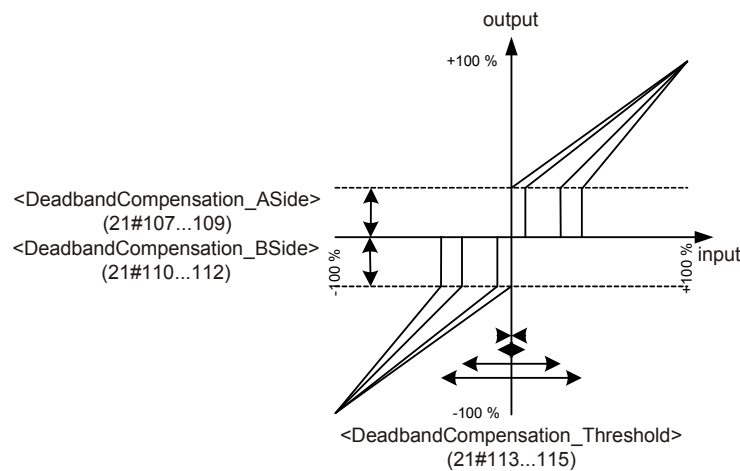 output
+100 %
<DeadbandCompensation_ASide>
(21#107...109)
<DeadbandCompensation_BSide>
(21#110...112)
-100 %
+100 %
input
-100 %
<DeadbandCompensation_Threshold>
(21#113...115)